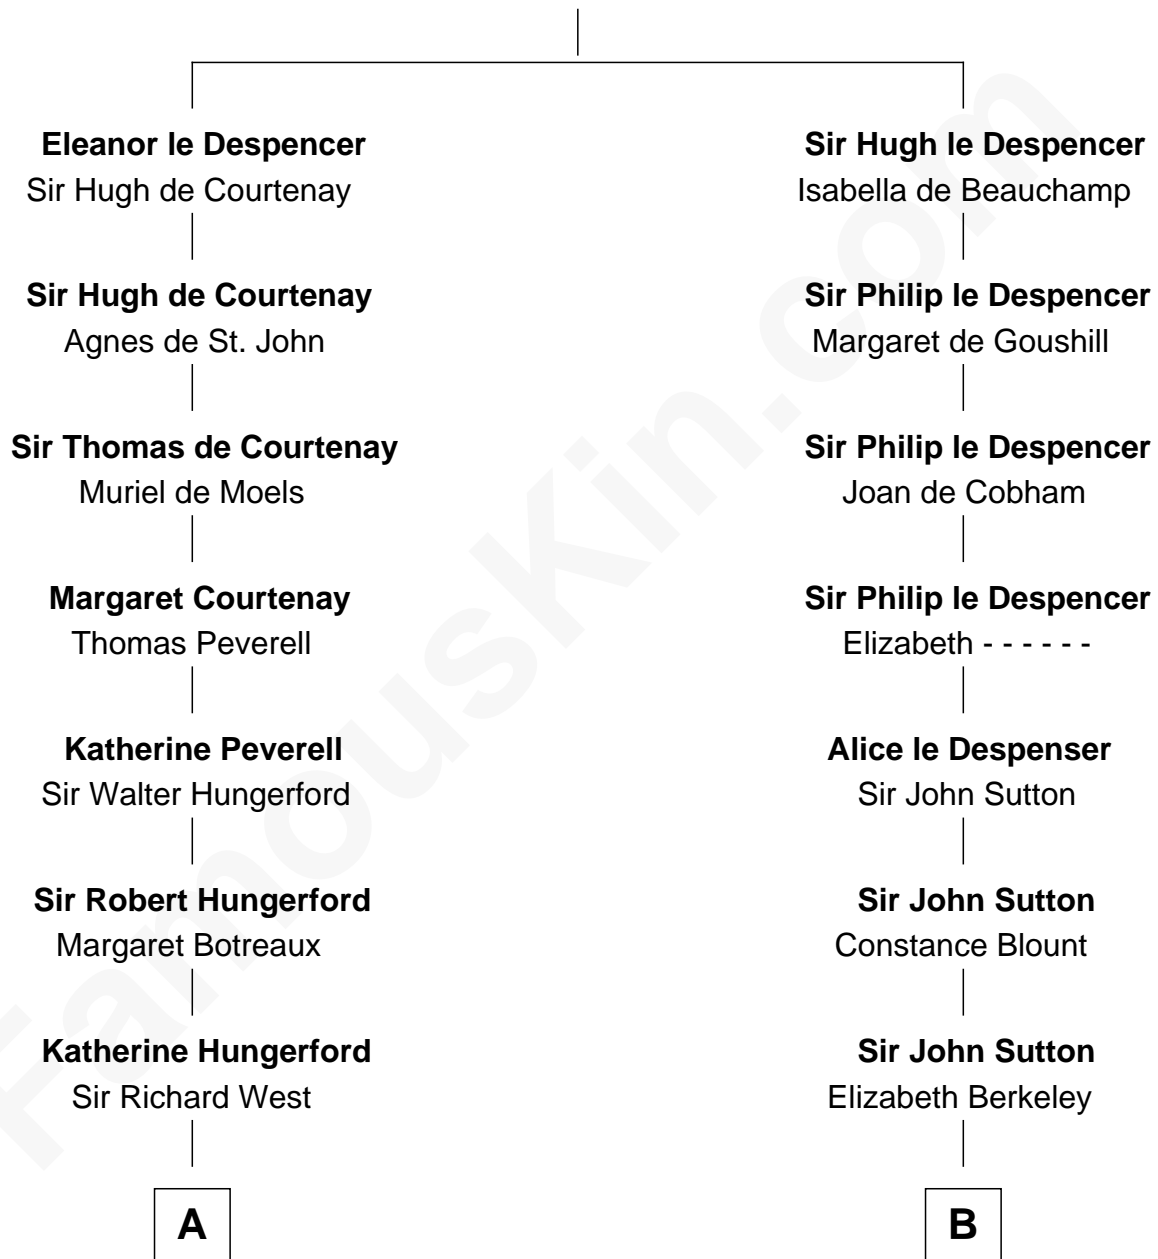 Eleanor le Despencer
Sir Hugh de Courtenay
Sir Hugh de Courtenay
Agnes de St. John
Sir Thomas de Courtenay
Muriel de Moels
Margaret Courtenay
Thomas Peverell
Katherine Peverell
Sir Walter Hungerford
Sir Robert Hungerford
Margaret Botreaux
Katherine Hungerford
Sir Richard West
A
Sir Hugh le Despencer
Isabella de Beauchamp
Sir Philip le Despencer
Margaret de Goushill
Sir Philip le Despencer
Joan de Cobham
Sir Philip le Despencer
Elizabeth - - - - - -
Alice le Despenser
Sir John Sutton
Sir John Sutton
Constance Blount
Sir John Sutton
Elizabeth Berkeley
B
FamousKin.com